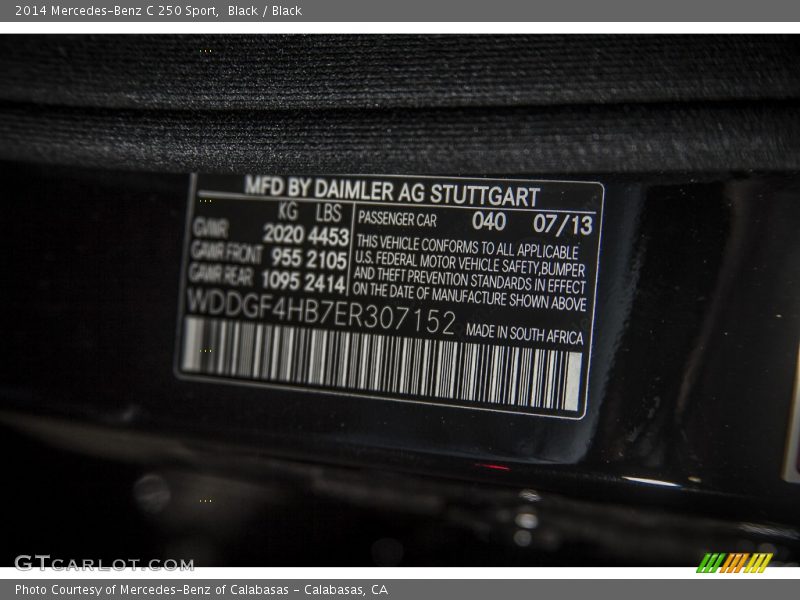 2014 Mercedes-Benz C 250 Sport,  Black / Black
MFD BY DAIMLER AG STUTTGART
KG LBS
GVWR 2020 4453
GAWR FRONT 955 2105
GAWR REAR 1095 2414
PASSENGER CAR 040 07/13
THIS VEHICLE CONFORMS TO ALL APPLICABLE
U.S. FEDERAL MOTOR VEHICLE SAFETY,BUMPER
AND THEFT PREVENTION STANDARDS IN EFFECT
ON THE DATE OF MANUFACTURE SHOWN ABOVE
WDDGF4HB7ER307152 MADE IN SOUTH AFRICA
GTCARLOT.COM
Photo Courtesy of Mercedes-Benz of Calabasas - Calabasas, CA